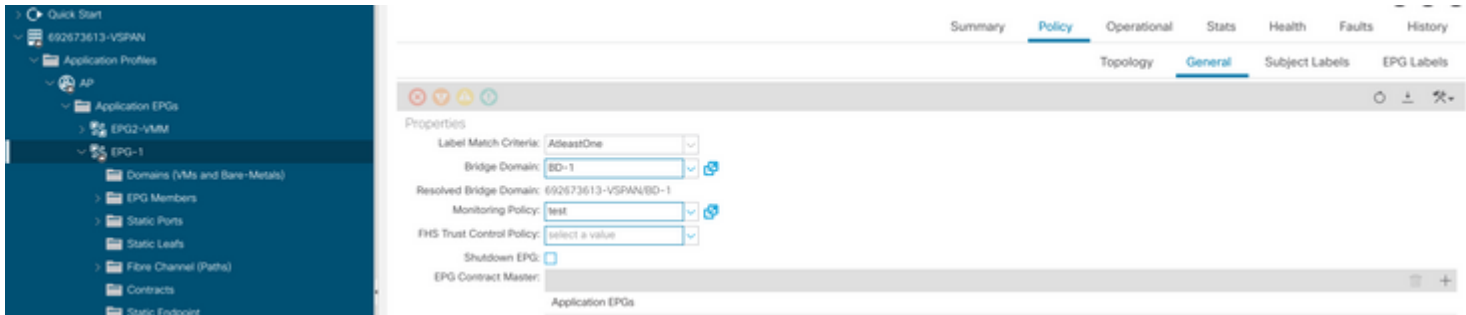 Quick Start
692673613-VSPAN
Application Profiles
AP
Application EPGs
EPG2-VMM
EPG-1
Domains (VMs and Bare-Metals)
EPG Members
Static Ports
Static Leafs
Fibre Channel (Paths)
Contracts
Static Endpoint
Summary Policy Operational Stats Health Faults History
Topology General Subject Labels EPG Labels
Properties
Label Match Criteria: AtleastOne
Bridge Domain: BD-1
Resolved Bridge Domain: 692673613-VSPAN/BD-1
Monitoring Policy: test
FHS Trust Control Policy: select a value
Shutdown EPG:
EPG Contract Master:
Application EPGs